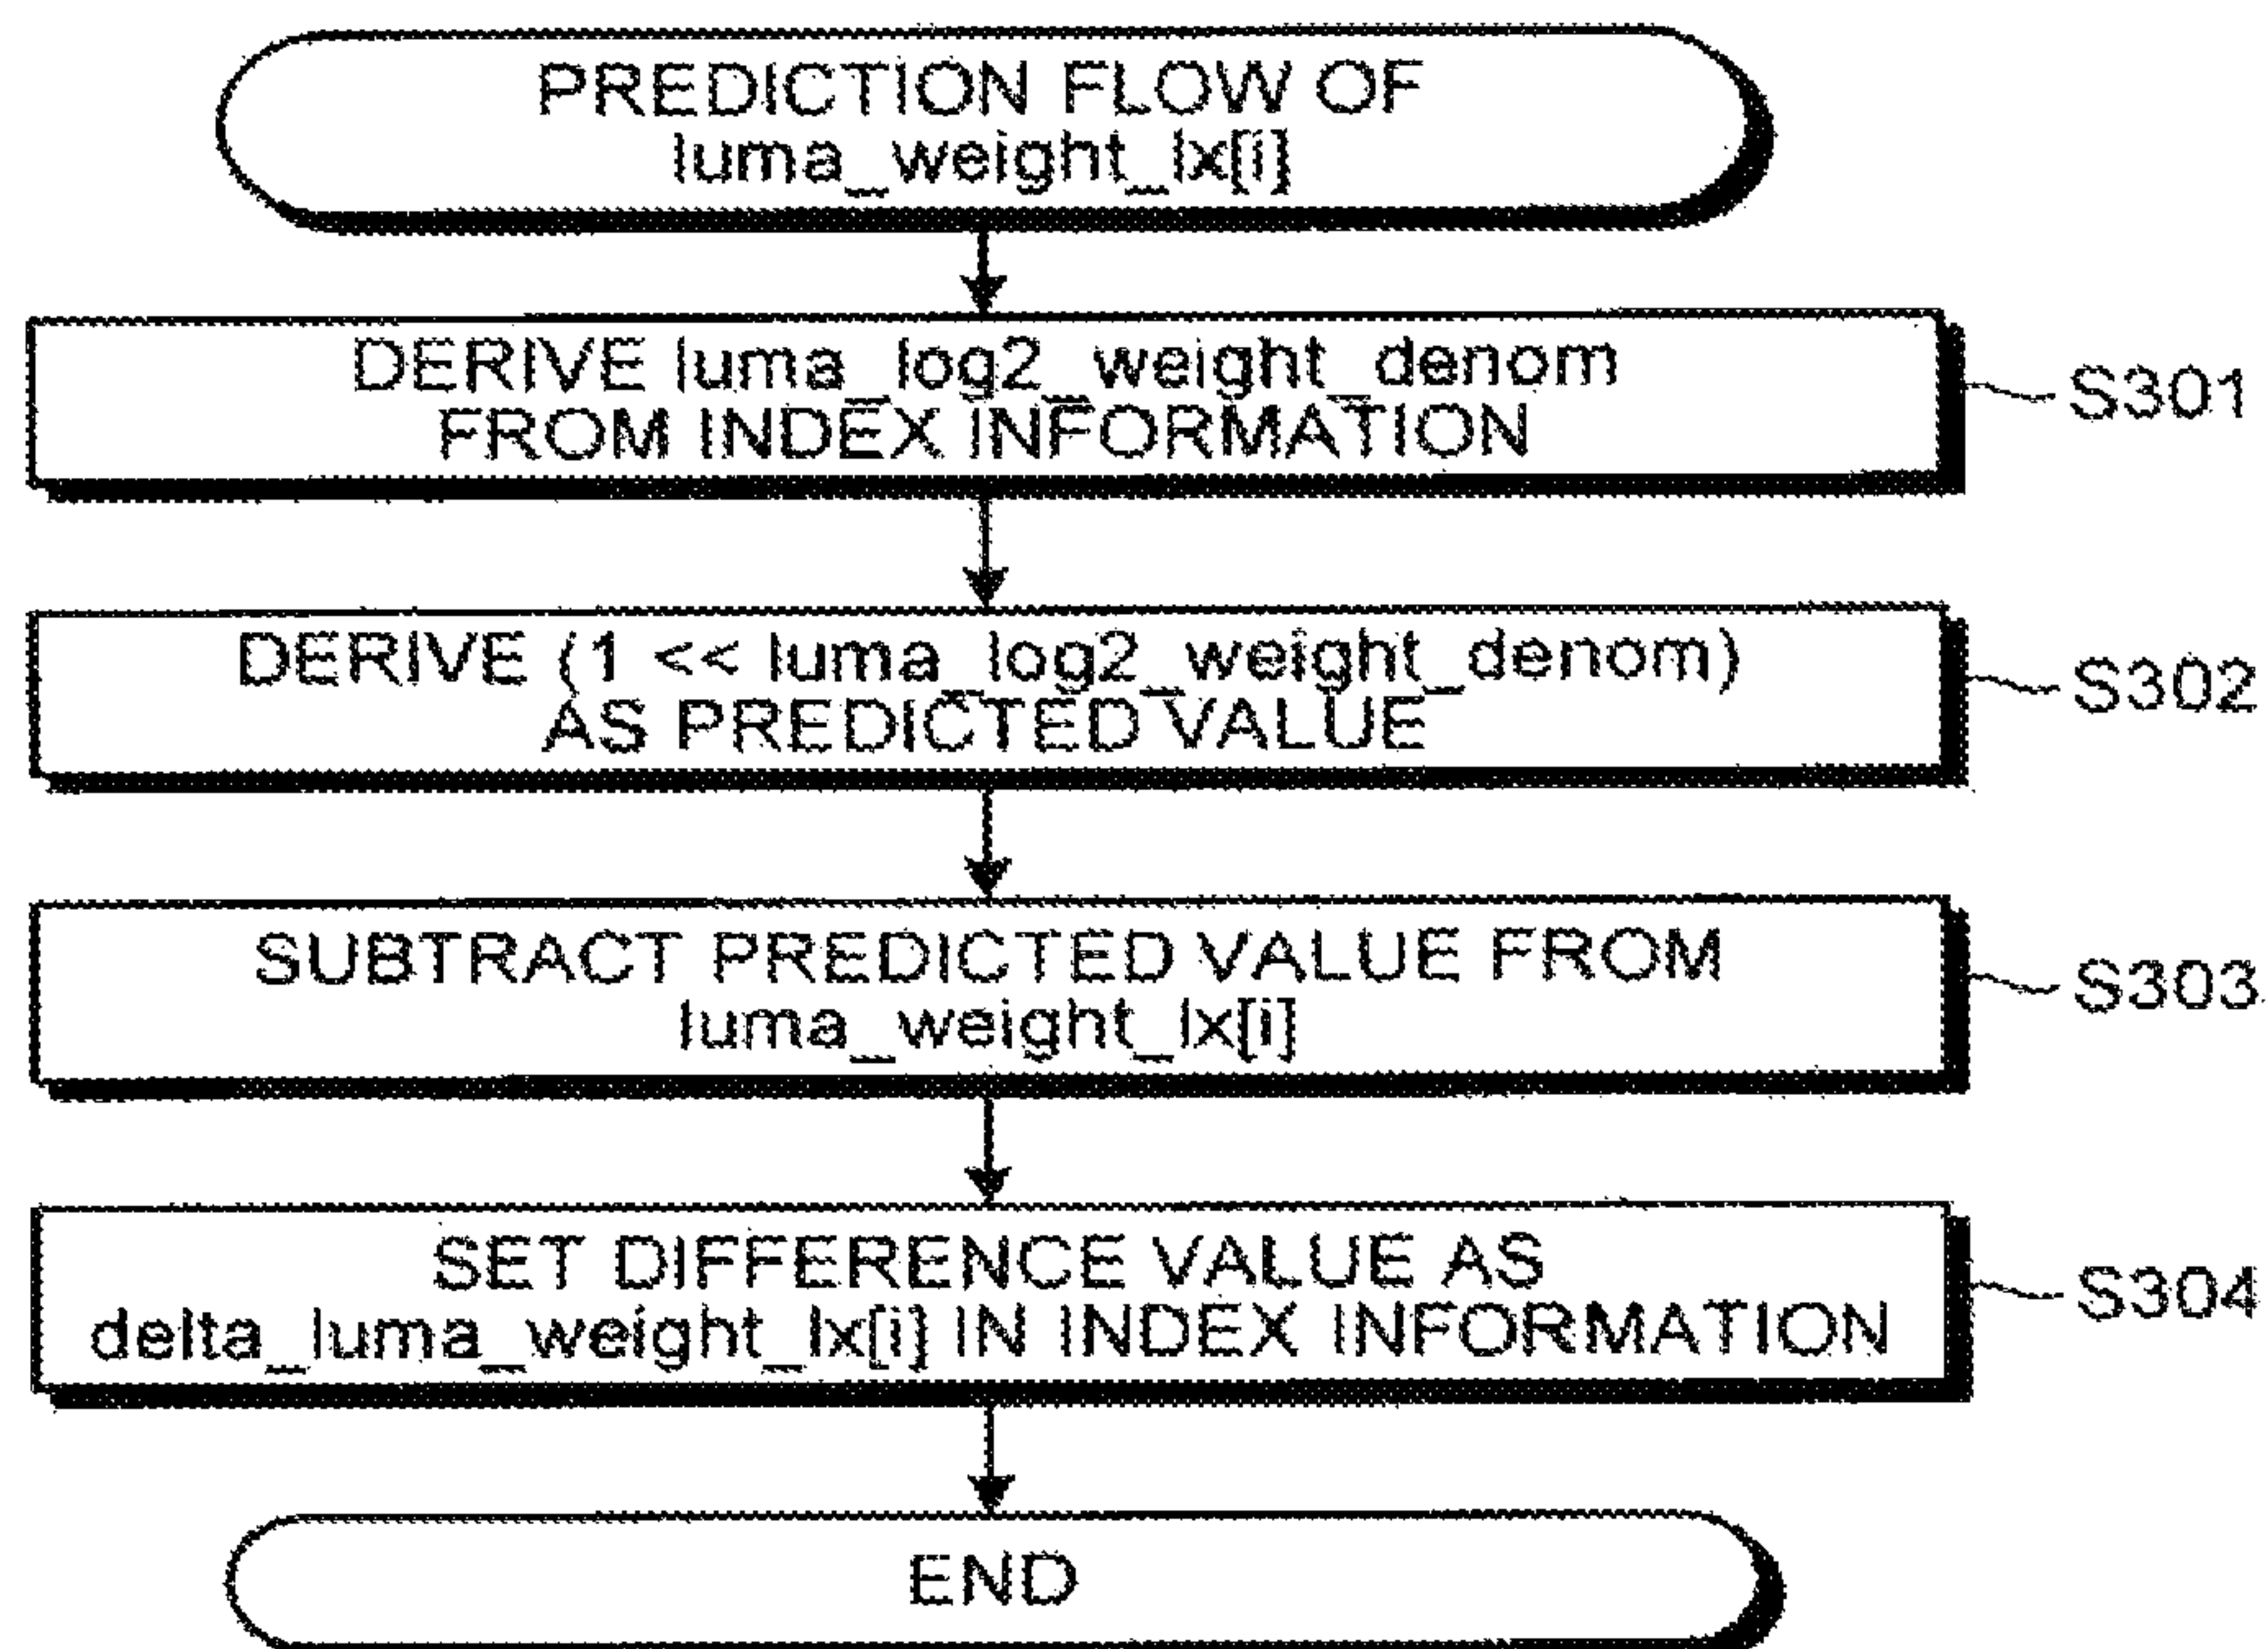 PREDICTION FLOW OF
luma_weight_lx[i]
DERIVE luma_log2_weight_denom
FROM INDEX INFORMATION
S301
DERIVE (1 << luma_log2_weight_denom)
AS PREDICTED VALUE
S302
SUBTRACT PREDICTED VALUE FROM
luma_weight_lx[i]
S303
SET DIFFERENCE VALUE AS
delta_luma_weight_lx[i] IN INDEX INFORMATION
S304
END